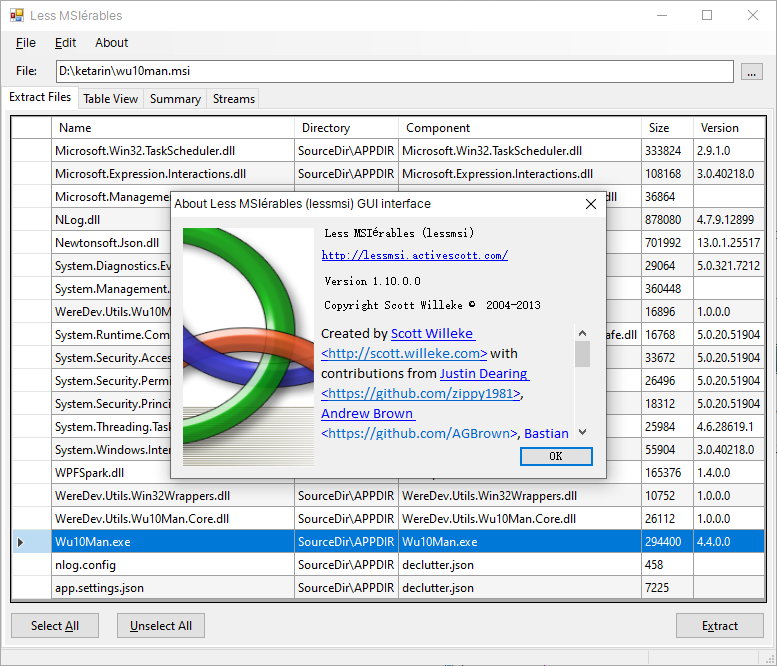 Less MSIérables
File Edit About
File: D:\ketarin\wu10man.msi ...
Extract Files Table View Summary Streams
Name Directory Component Size Version
Microsoft.Win32.TaskScheduler.dll SourceDir\APPDIR Microsoft.Win32.TaskScheduler.dll 333824 2.9.1.0
Microsoft.Expression.Interactions.dll SourceDir\APPDIR Microsoft.Expression.Interactions.dll 108168 3.0.40218.0
Microsoft.Manageme dll 36864
NLog.dll 878080 4.7.9.12899
Newtonsoft.Json.dll 701992 13.0.1.25517
System.Diagnostics.Ev 29064 5.0.321.7212
System.Management. 360448
WereDev.Utils.Wu10M 16896 1.0.0.0
System.Runtime.Com afe.dll 16768 5.0.20.51904
System.Security.Acces 33672 5.0.20.51904
System.Security.Permi 26496 5.0.20.51904
System.Security.Princi 18312 5.0.20.51904
System.Threading.Task 25984 4.6.28619.1
System.Windows.Inter 55904 3.0.40218.0
WPFSpark.dll 165376 1.4.0.0
WereDev.Utils.Win32Wrappers.dll SourceDir\APPDIR WereDev.Utils.Win32Wrappers.dll 10752 1.0.0.0
WereDev.Utils.Wu10Man.Core.dll SourceDir\APPDIR WereDev.Utils.Wu10Man.Core.dll 26112 1.0.0.0
Wu10Man.exe SourceDir\APPDIR Wu10Man.exe 294400 4.4.0.0
nlog.config SourceDir\APPDIR declutter.json 458
app.settings.json SourceDir\APPDIR declutter.json 7225
About Less MSIérables (lessmsi) GUI interface
Less MSIérables (lessmsi)
http://lessmsi.activescott.com/
Version 1.10.0.0
Copyright Scott Willeke © 2004-2013
Created by Scott Willeke
<http://scott.willeke.com> with
contributions from Justin Dearing
<https://github.com/zippy1981>,
Andrew Brown
<https://github.com/AGBrown>, Bastian
OK
Select All Unselect All Extract